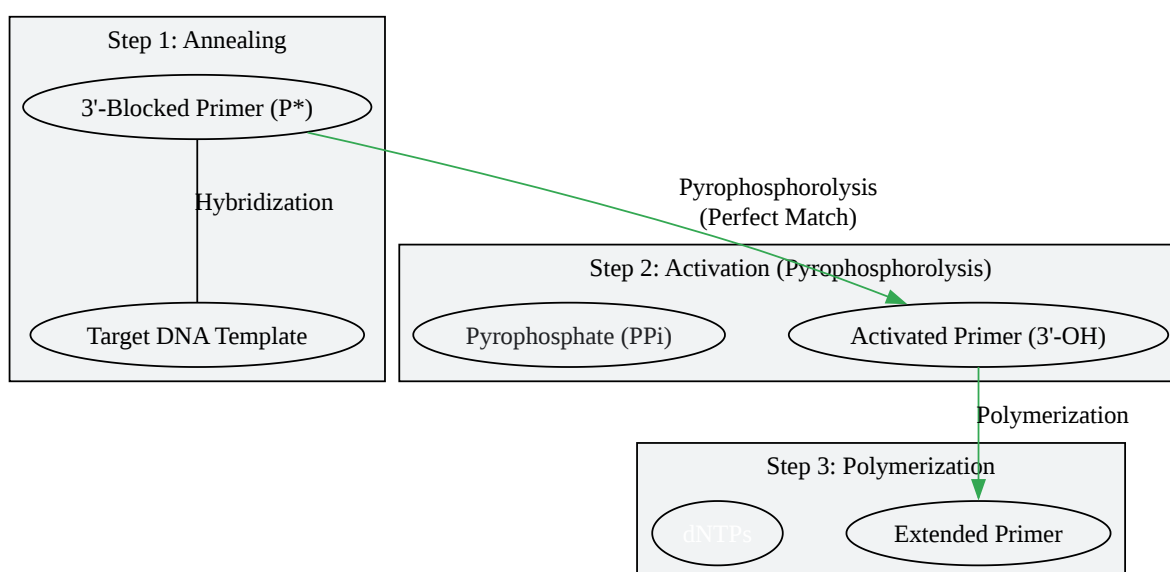 Step 1: Annealing
3'-Blocked Primer (P*)
Hybridization
Target DNA Template
Pyrophosphorolysis
(Perfect Match)
Step 2: Activation (Pyrophosphorolysis)
Pyrophosphate (PPi)
Activated Primer (3'-OH)
Polymerization
Step 3: Polymerization
dNTPs
Extended Primer